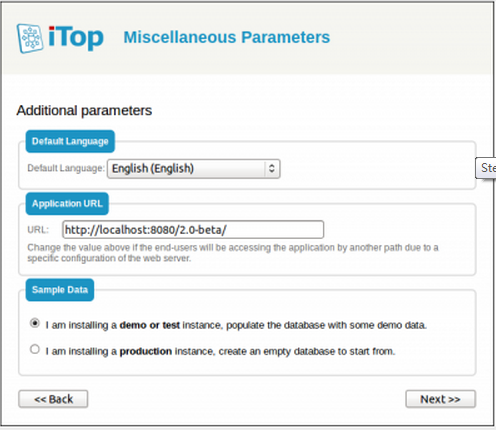 iTop Miscellaneous Parameters
Additional parameters
Default Language
Default Language: English (English)
Application URL
URL: http://localhost:8080/2.0-beta/
Change the value above if the end-users will be accessing the application by another path due to a
specific configuration of the web server.
Sample Data
I am installing a demo or test instance, populate the database with some demo data.
I am installing a production instance, create an empty database to start from.
<< Back Next >>